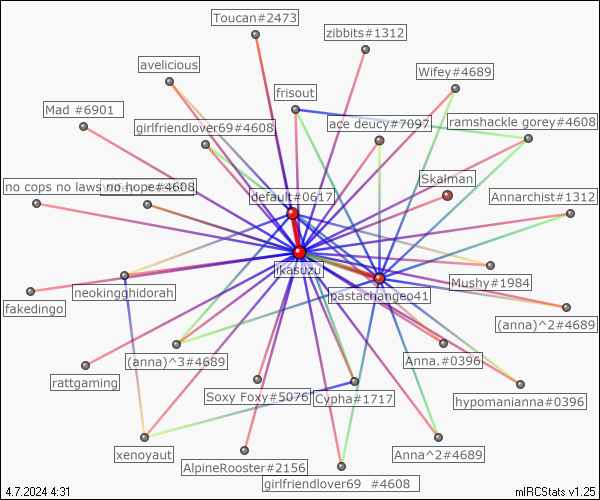 Toucan#2473
zibbits#1312
avelicious
Wifey#4689
frisout
Mad #6901
ace deucy#7097
ramshackle gorey#4608
girlfriendlover69#4608
Skalman
no cops no laws no hope#4608
default#0617
Annarchist#1312
ikasuzu
Mushy#1984
neokingghidorah
pastachangeo41
fakedingo
(anna)^2#4689
(anna)^3#4689
Anna.#0396
rattgaming
Soxy Foxy#5076
Cypha#1717
hypomanianna#0396
xenoyaut
Anna^2#4689
AlpineRooster#2156
girlfriendlover69 #4608
4.7.2024 4:31
mIRCStats v1.25